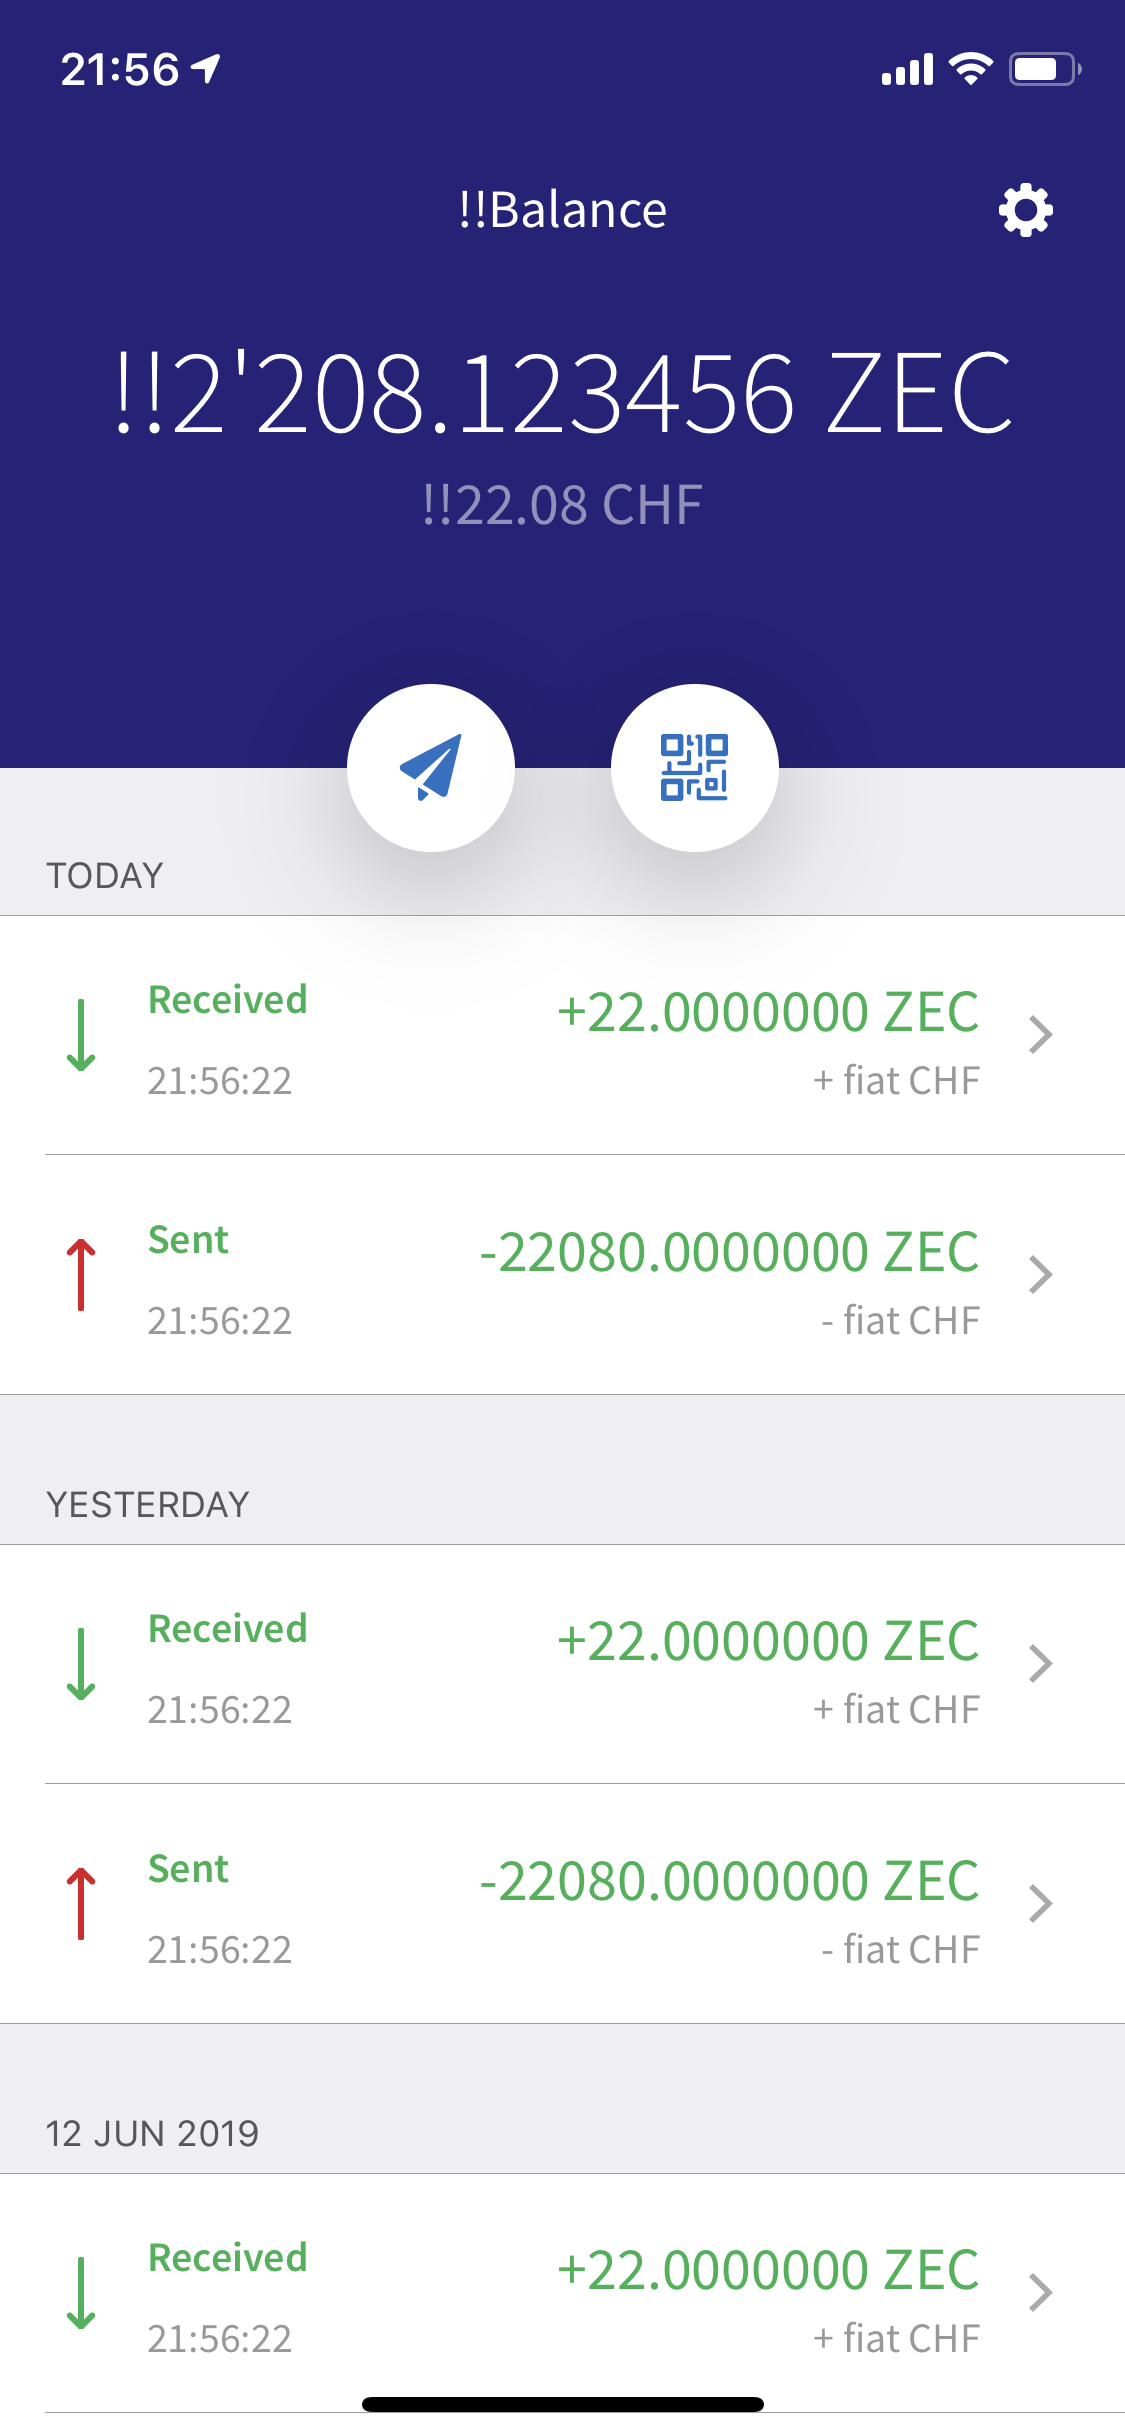 21:56
!!Balance
!!2'208.123456 ZEC
!!22.08 CHF
TODAY
Received +22.0000000 ZEC
21:56:22 + fiat CHF
Sent -22080.0000000 ZEC
21:56:22 - fiat CHF
YESTERDAY
Received +22.0000000 ZEC
21:56:22 + fiat CHF
Sent -22080.0000000 ZEC
21:56:22 - fiat CHF
12 JUN 2019
Received +22.0000000 ZEC
21:56:22 + fiat CHF